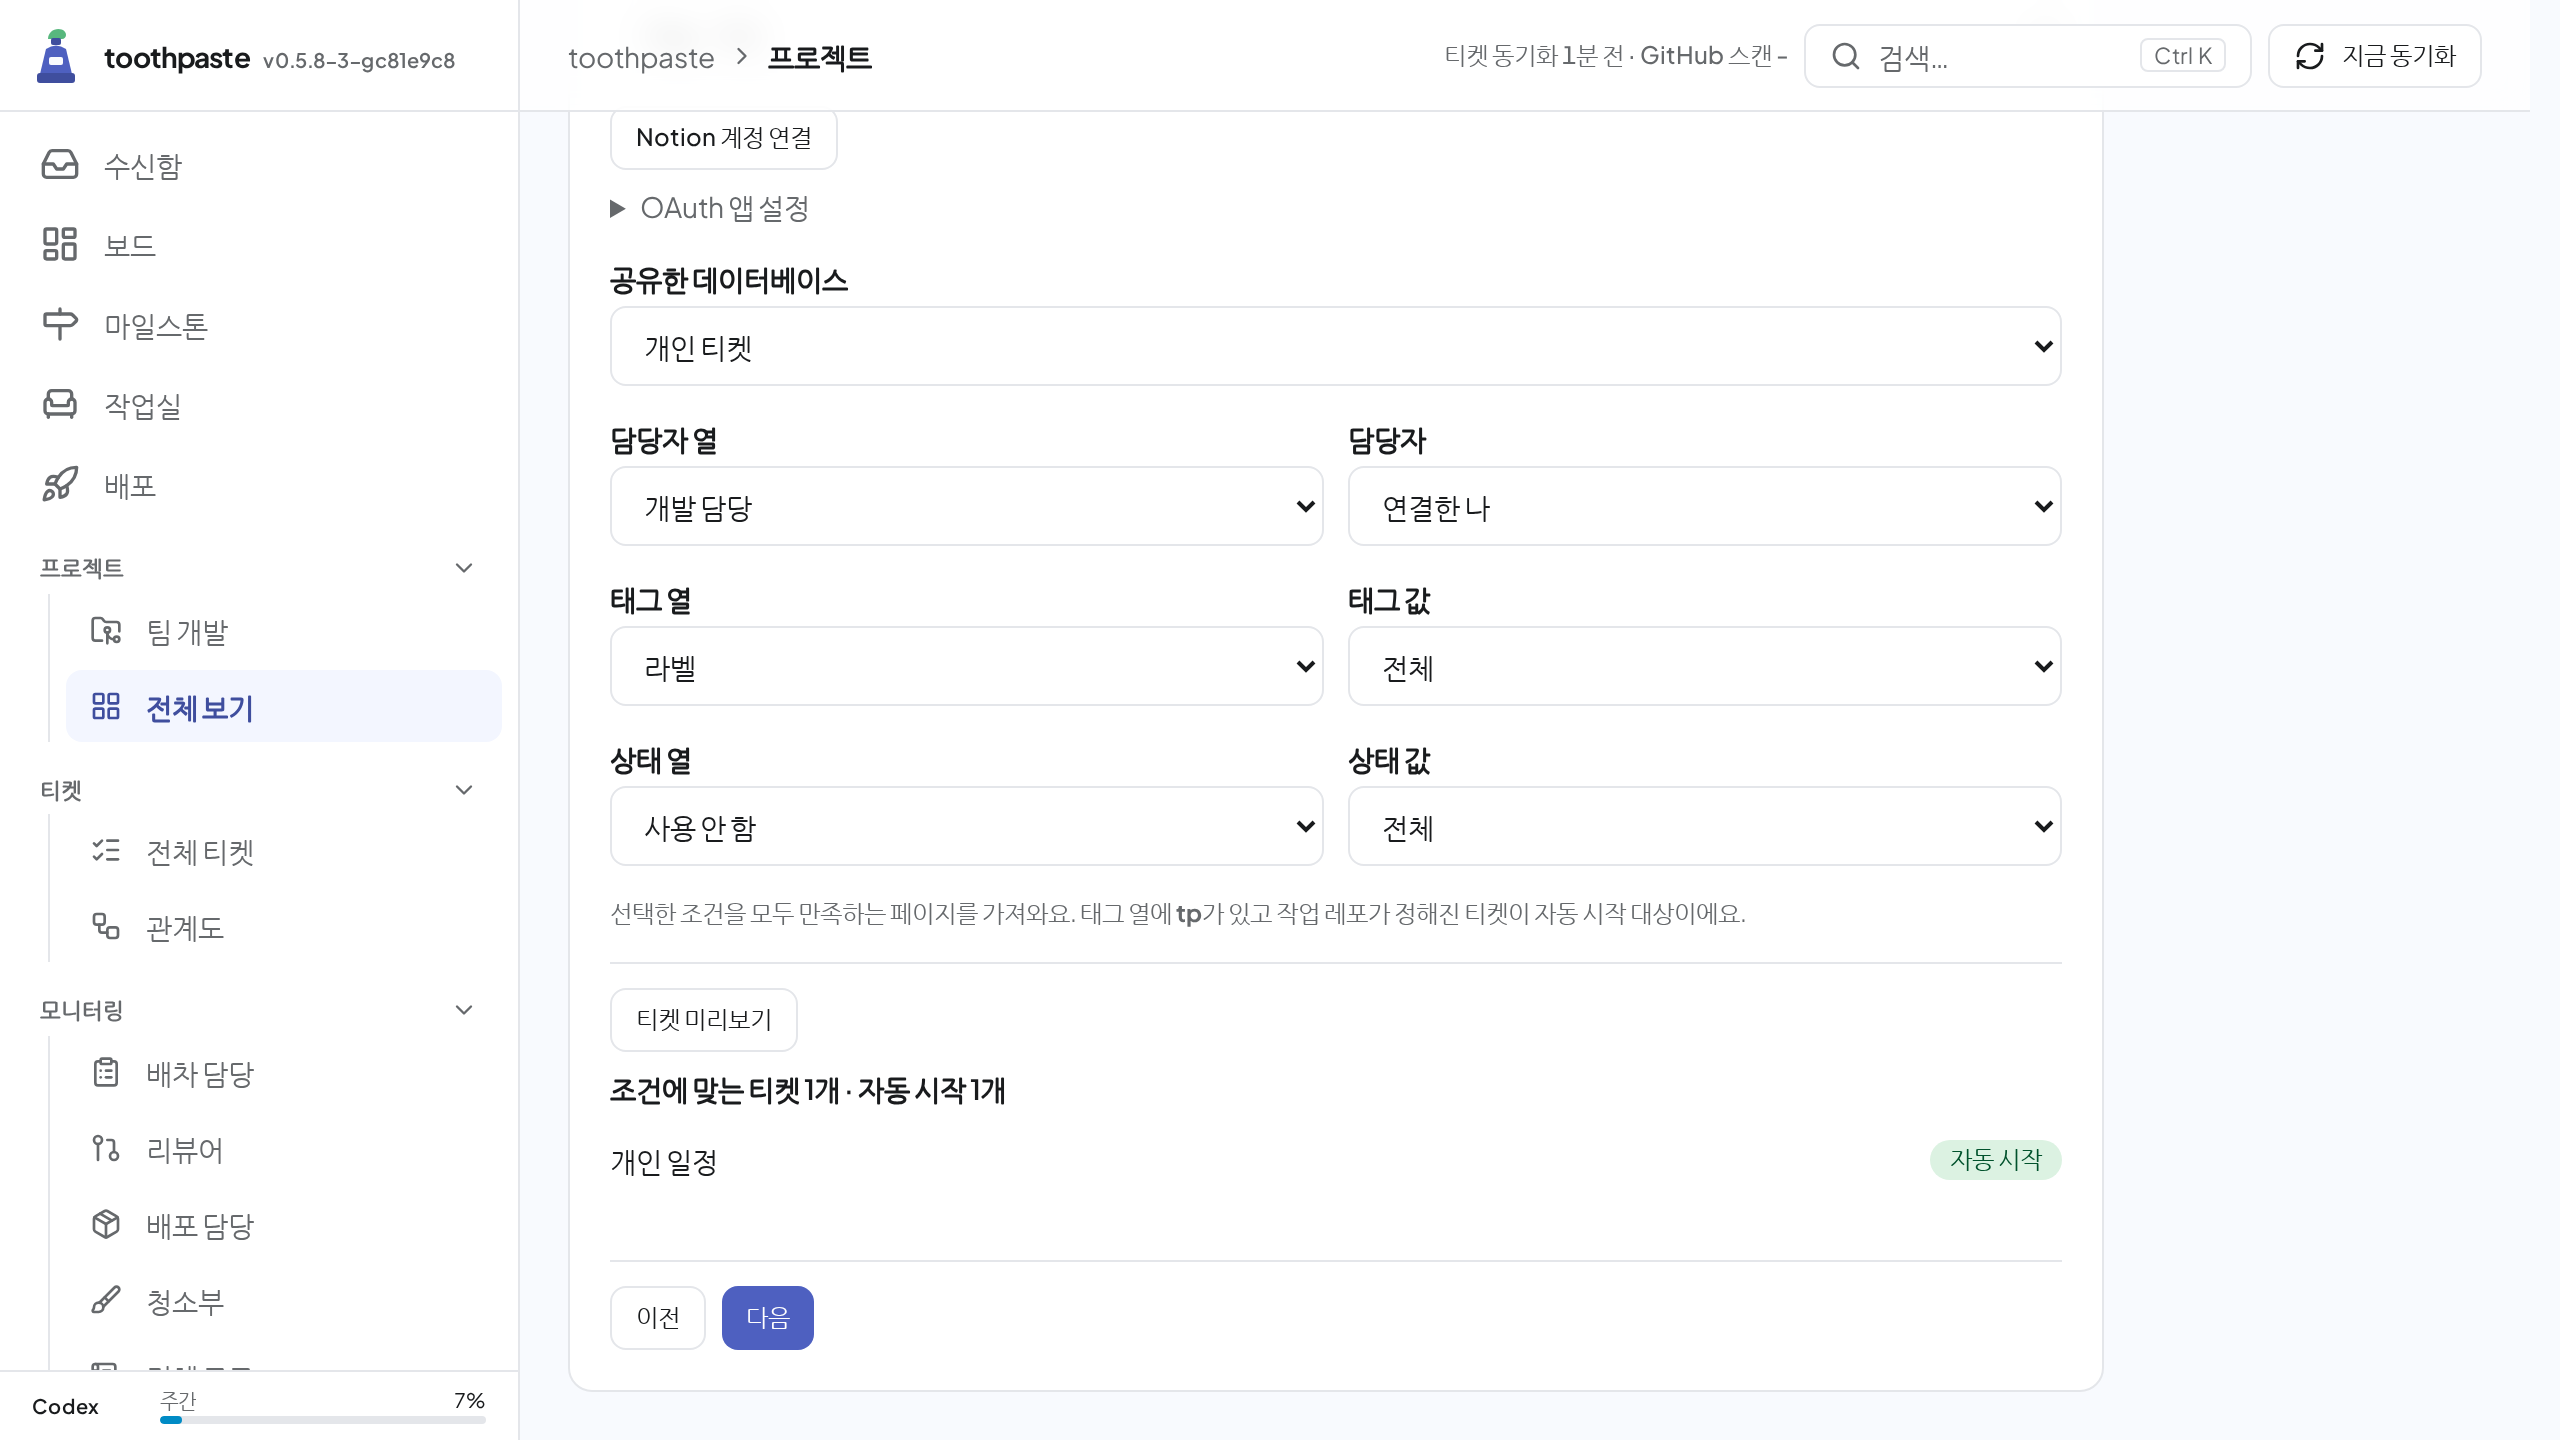 toothpaste v0.5.8-3-gc81e9c8
toothpaste > 프로젝트
티켓 동기화 1분 전 · GitHub 스캔 -
검색...
Ctrl K
지금 동기화
수신함
보드
마일스톤
작업실
배포
프로젝트
팀 개발
전체 보기
티켓
전체 티켓
관계도
모니터링
배차 담당
리뷰어
배포 담당
청소부
Codex
주간
7%
Notion 계정 연결
OAuth 앱 설정
공유한 데이터베이스
개인 티켓
담당자 열
담당자
개발 담당
연결한 나
태그 열
태그 값
라벨
전체
상태 열
상태 값
사용 안 함
전체
선택한 조건을 모두 만족하는 페이지를 가져와요. 태그 열에 tp가 있고 작업 레포가 정해진 티켓이 자동 시작 대상이에요.
티켓 미리보기
조건에 맞는 티켓 1개 · 자동 시작 1개
개인 일정
자동 시작
이전
다음